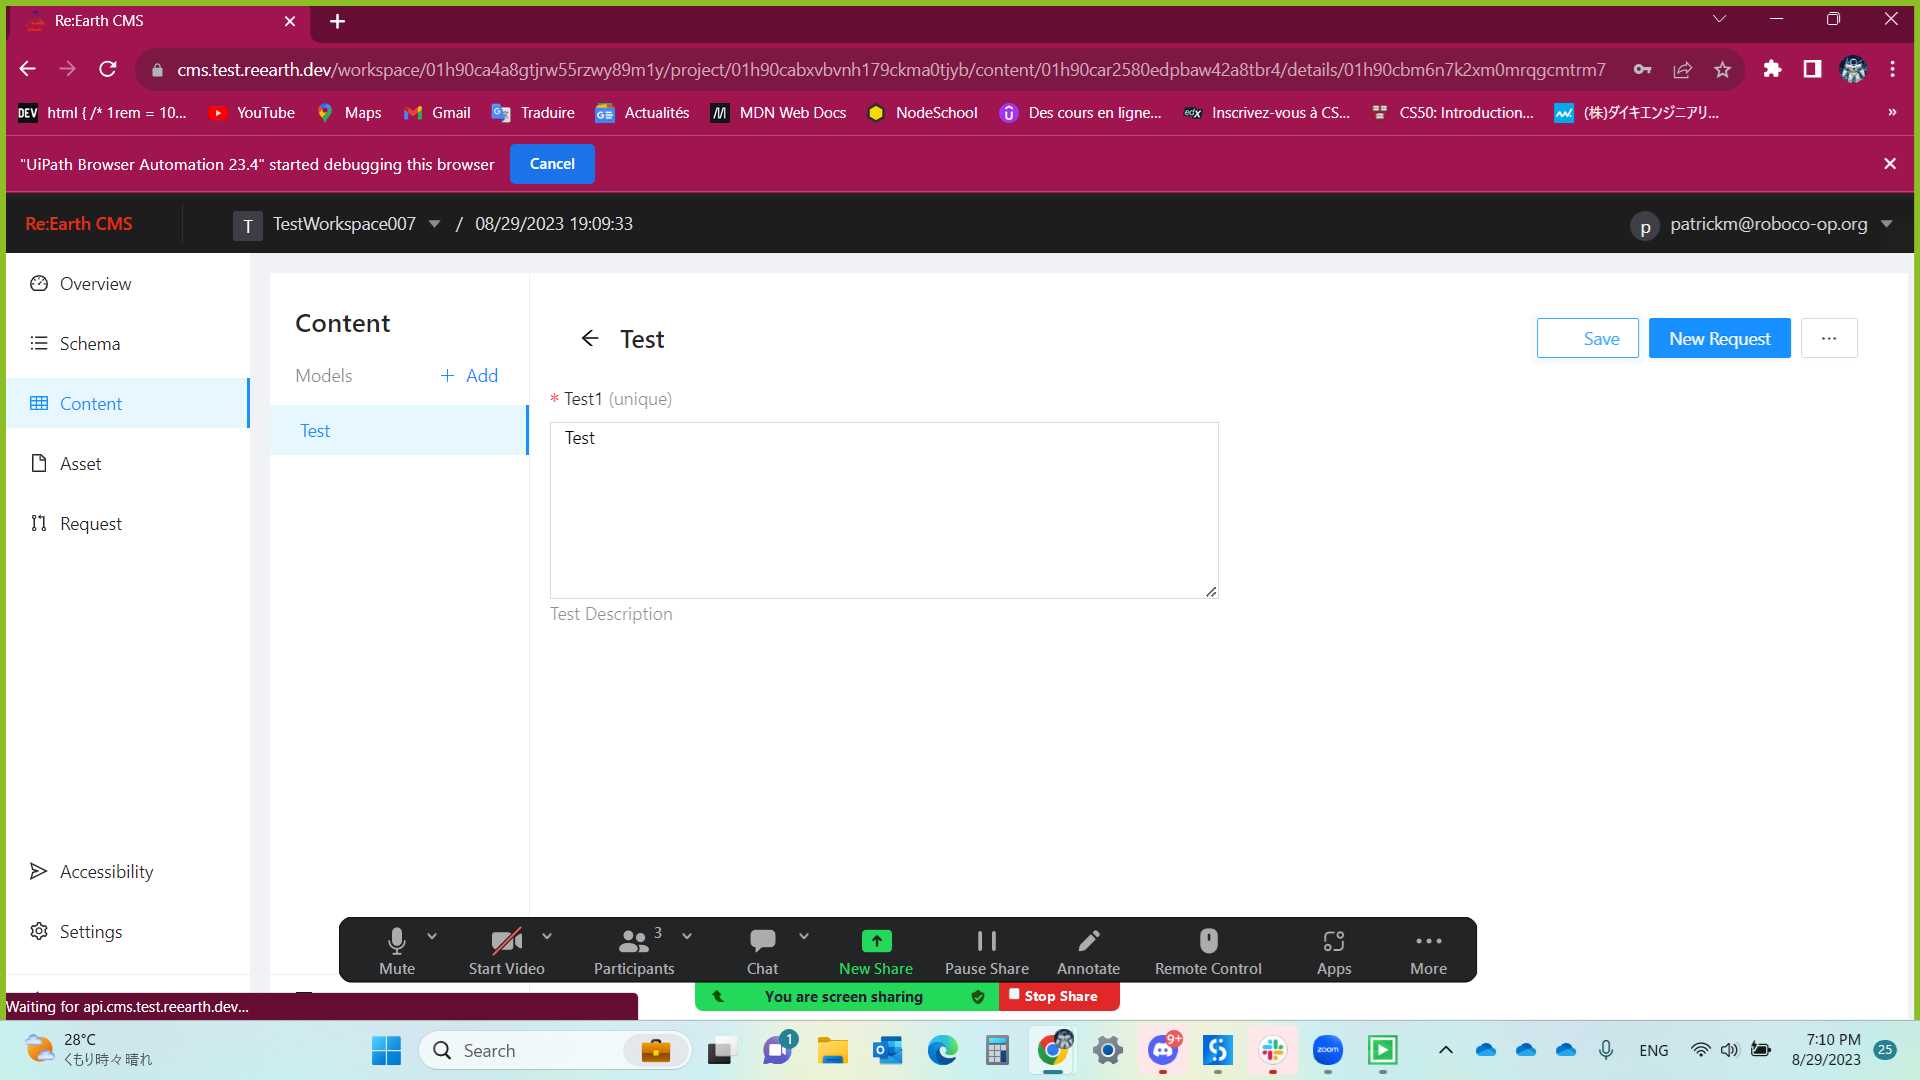 Re:Earth CMS
cms.test.reearth.dev/workspace/01h90ca4a8gtjrw55rzwy89m1y/project/01h90cabxvbvnh179ckma0tjyb/content/01h90car2580edpbaw42a8tbr4/details/01h90cbm6n7k2xm0mrqgcmtrm7
DEV html { /* 1rem = 10... YouTube Maps Gmail Traduire Actualités MDN Web Docs NodeSchool Des cours en ligne... edX Inscrivez-vous à CS... CS50: Introduction... (株)ダイキエンジニアリ... »
"UiPath Browser Automation 23.4" started debugging this browser Cancel
Re:Earth CMS T TestWorkspace007 / 08/29/2023 19:09:33 p patrickm@roboco-op.org
Overview
Schema
Content
Asset
Request
Accessibility
Settings
Content
Models + Add
Test
Test
Save New Request ...
* Test1 (unique)
Test
Test Description
Mute Start Video Participants 3 Chat New Share Pause Share Annotate Remote Control Apps More
You are screen sharing Stop Share
Waiting for api.cms.test.reearth.dev...
28°C
くもり時々晴れ
Search
1
9+
zoom
ENG
7:10 PM
8/29/2023
25